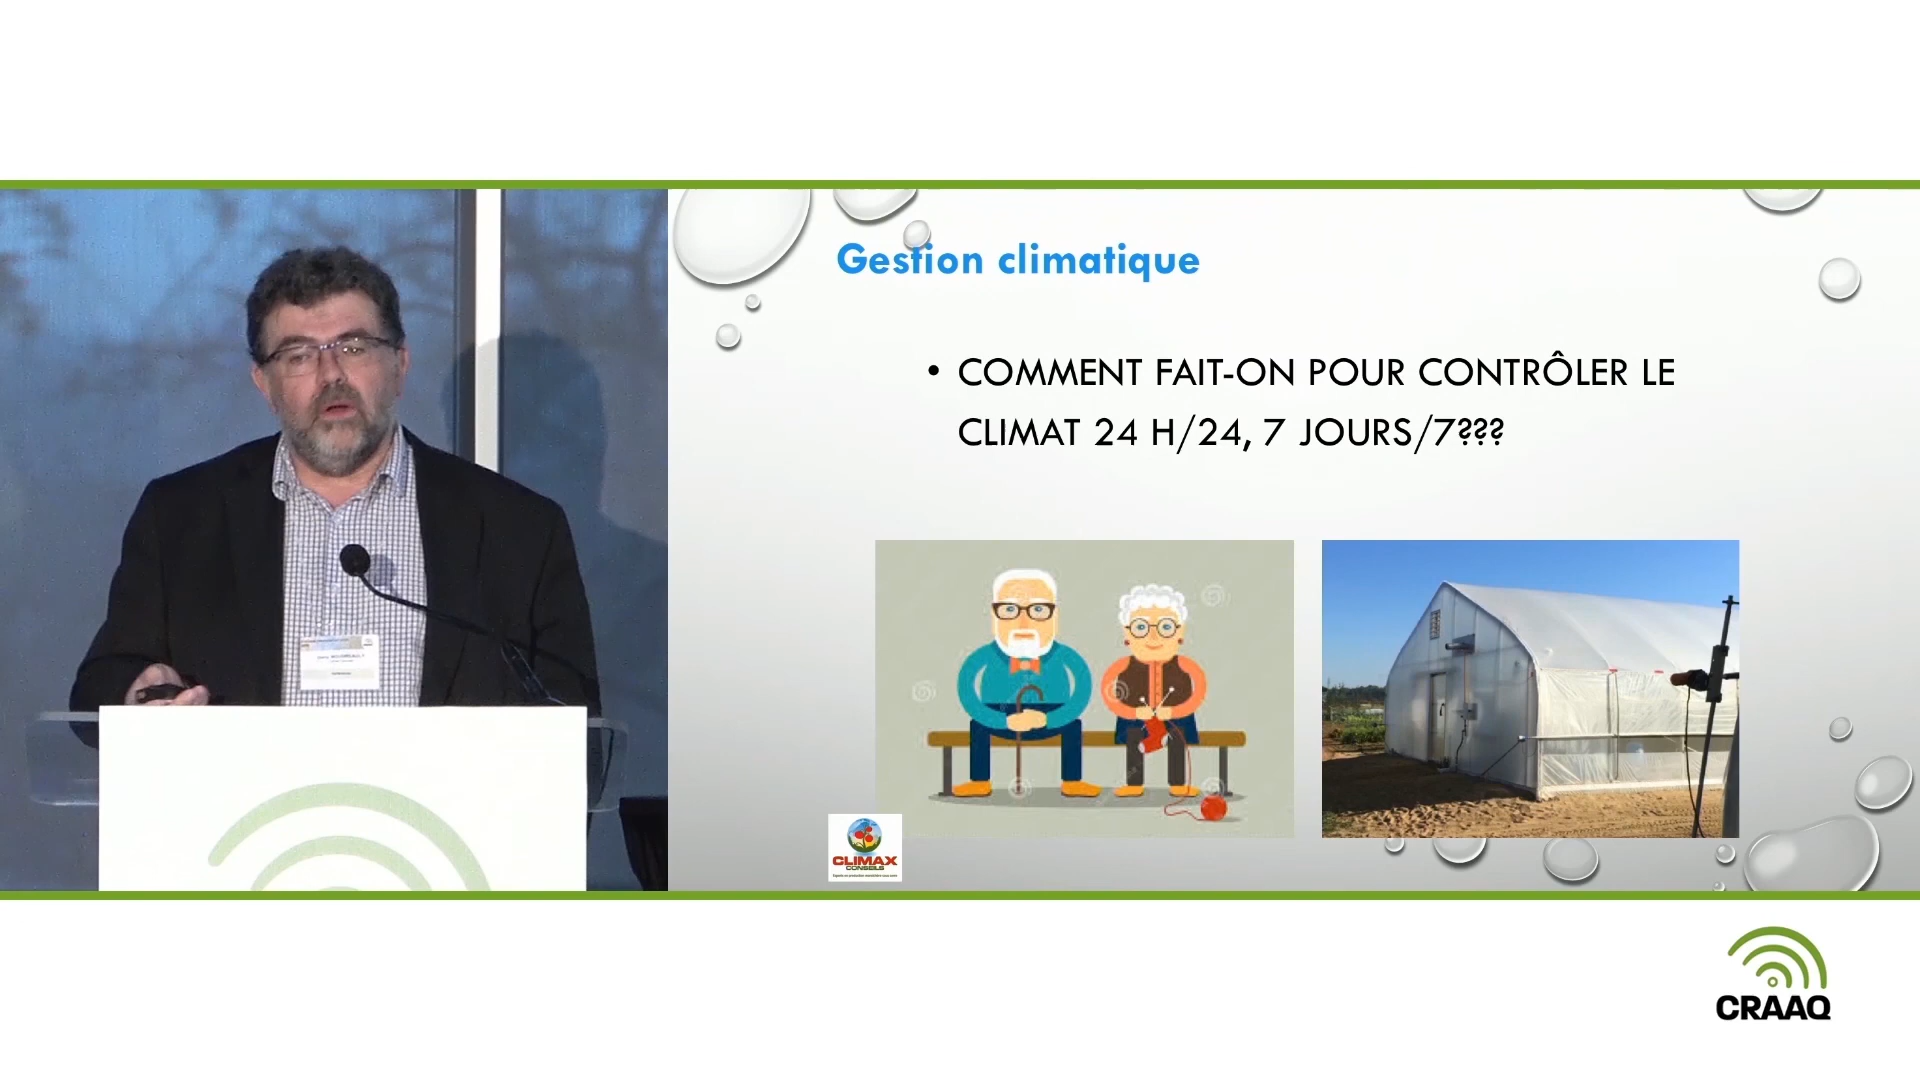 Gestion climatique
• COMMENT FAIT-ON POUR CONTRÔLER LE
CLIMAT 24 H/24, 7 JOURS/7???
CLIMAX
CONSEILS
CRAAQ